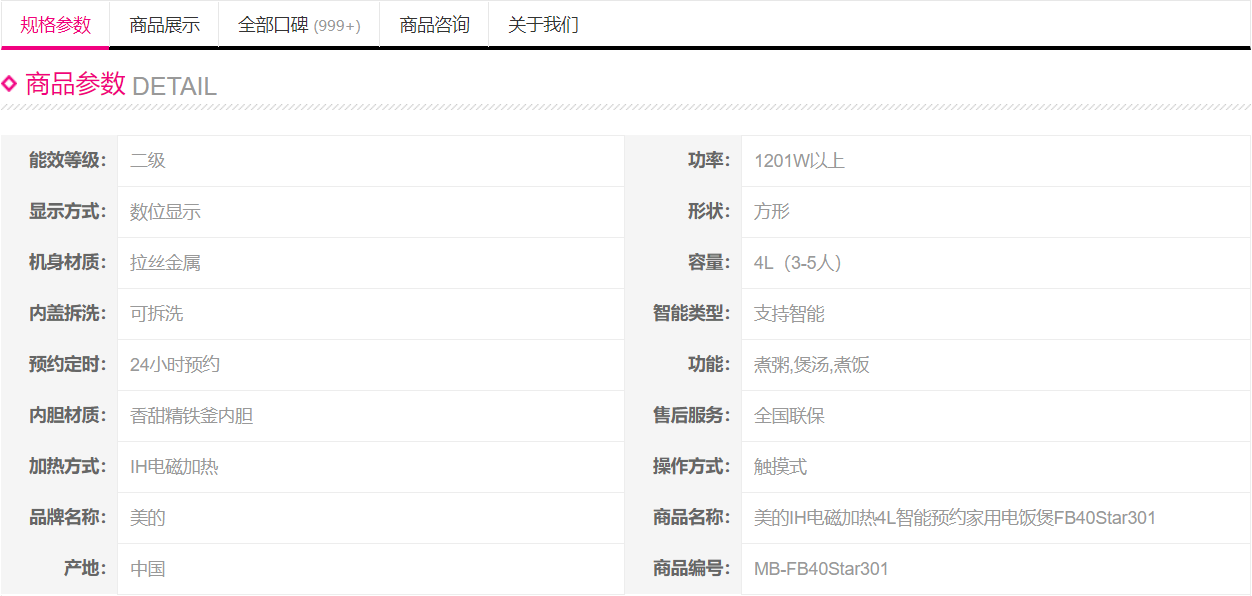 规格参数 商品展示 全部口碑 (999+) 商品咨询 关于我们
商品参数 DETAIL
能效等级： 二级 功率： 1201W以上
显示方式： 数位显示 形状： 方形
机身材质： 拉丝金属 容量： 4L（3-5人）
内盖拆洗： 可拆洗 智能类型： 支持智能
预约定时： 24小时预约 功能： 煮粥,煲汤,煮饭
内胆材质： 香甜精铁釜内胆 售后服务： 全国联保
加热方式： IH电磁加热 操作方式： 触摸式
品牌名称： 美的 商品名称： 美的IH电磁加热4L智能预约家用电饭煲FB40Star301
产地： 中国 商品编号： MB-FB40Star301